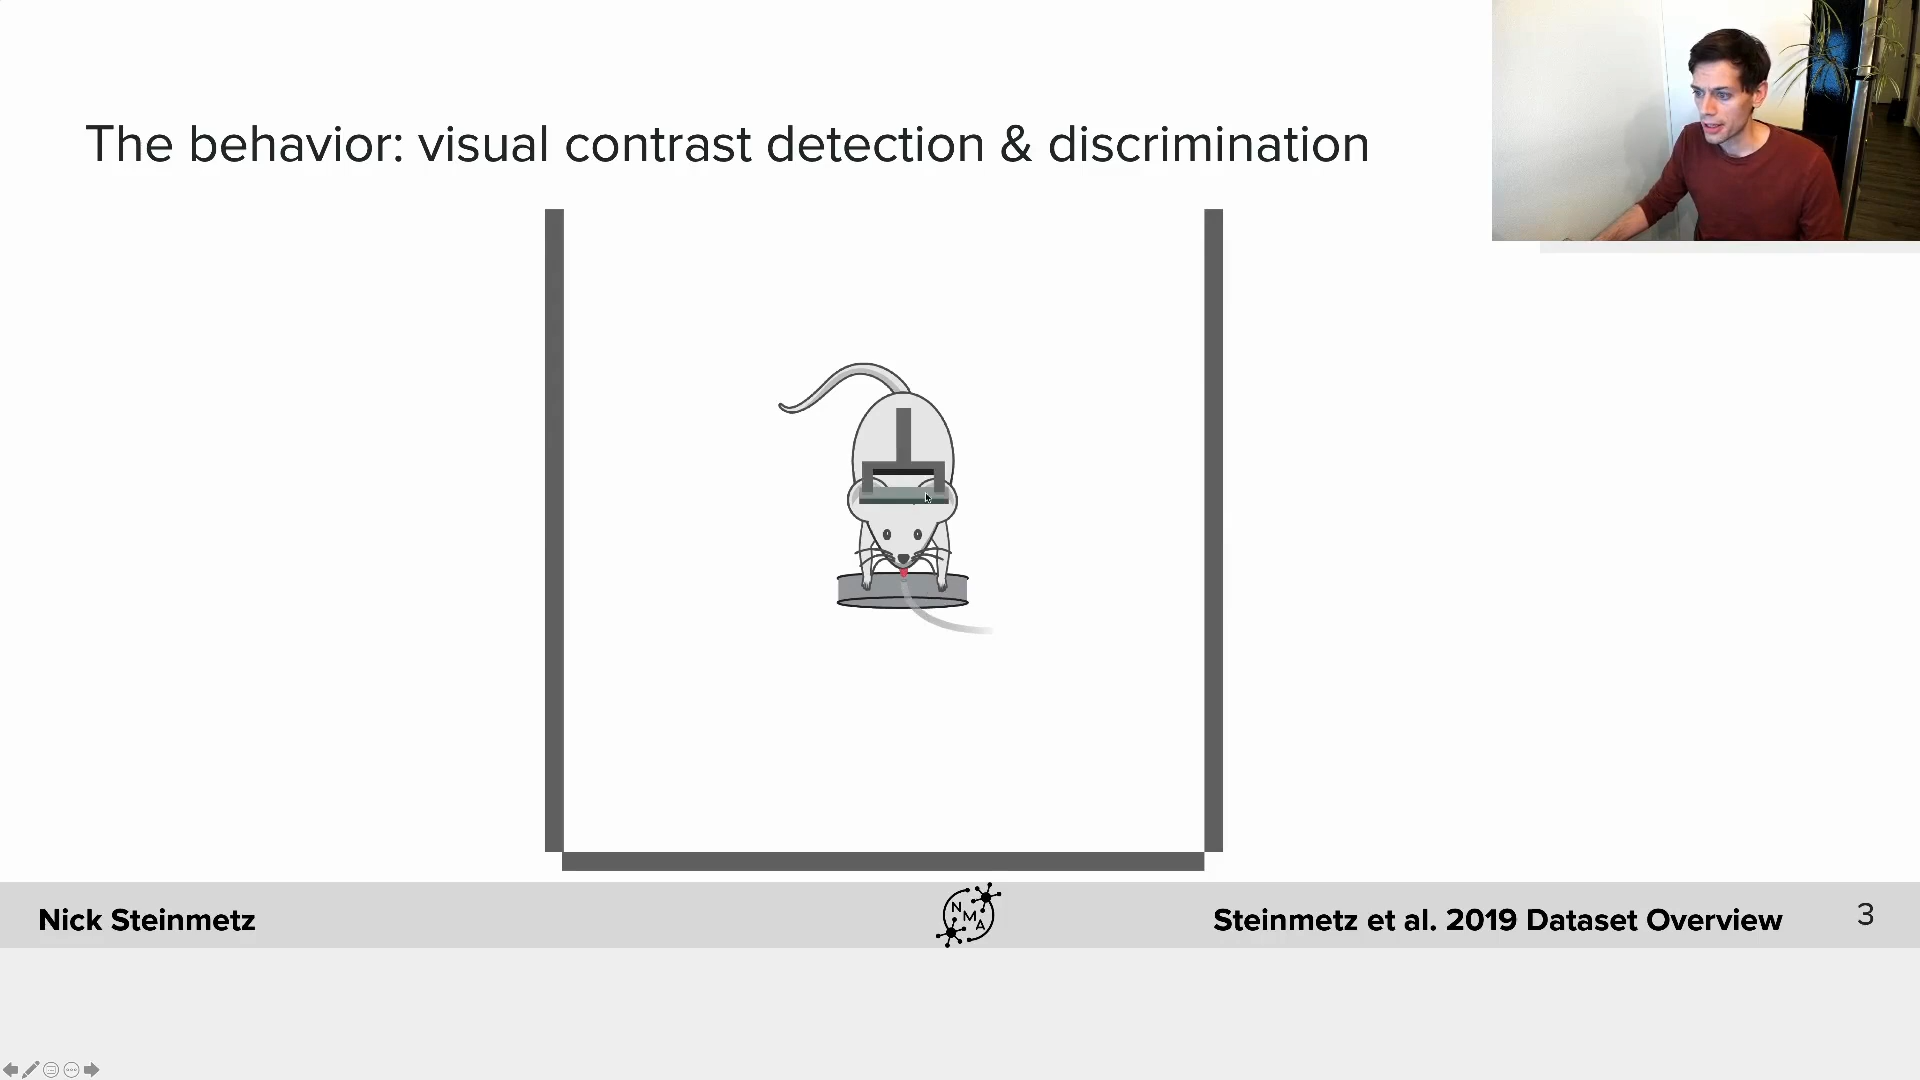 The behavior: visual contrast detection & discrimination
Nick Steinmetz
N
M
A
Steinmetz et al. 2019 Dataset Overview
3